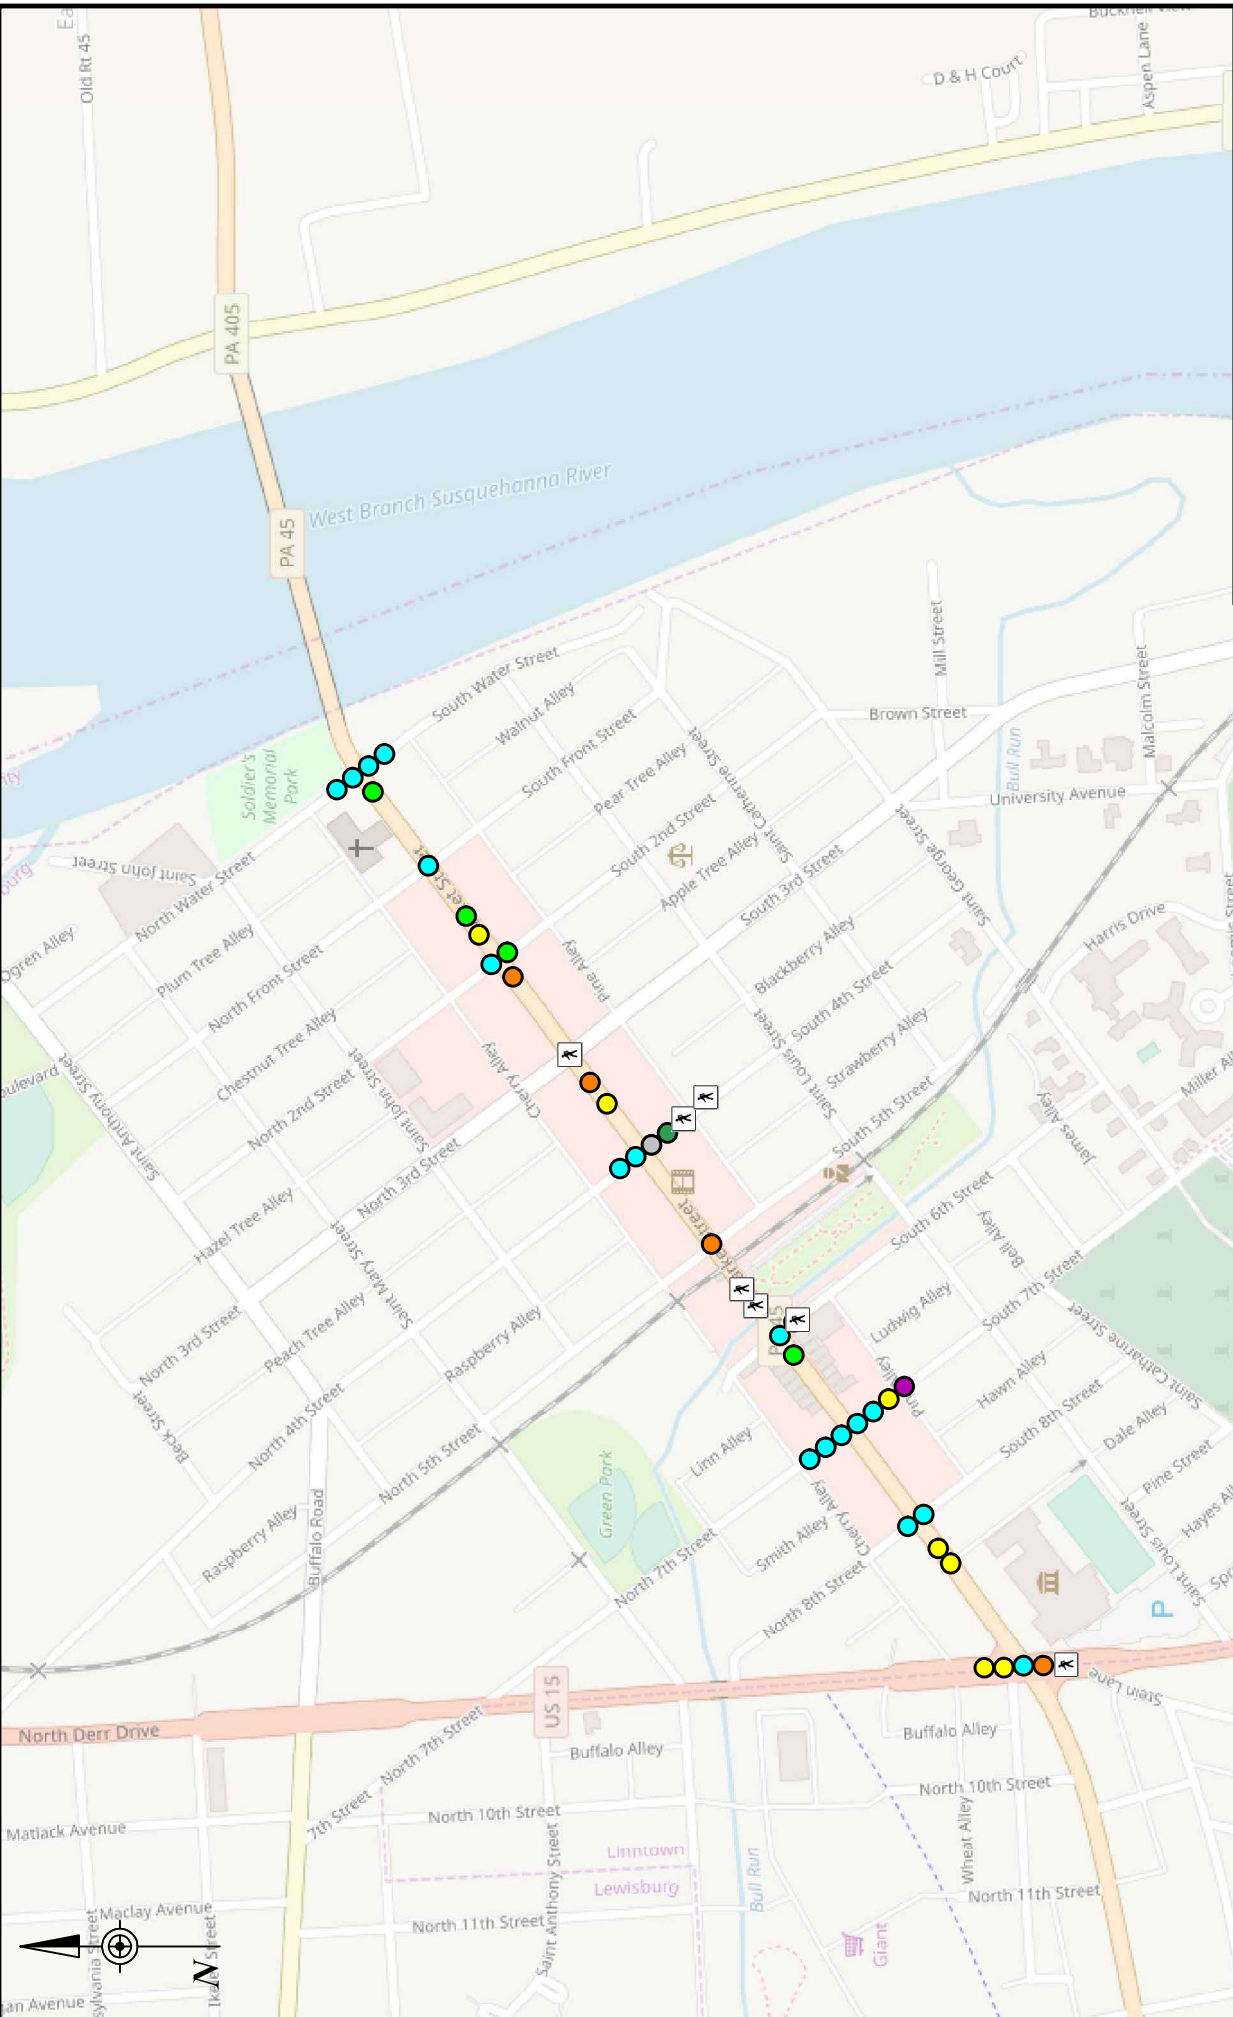 Old Rt 45
D & H Court
Aspen Lane
PA 405
West Branch Susquehanna River
PA 45
South Water Street
Walnut Alley
South Front Street
Pear Tree Alley
South 2nd Street
Apple Tree Alley
South 3rd Street
Saint Catherine Street
Mill Street
Brown Street
Malcolm Street
Bull Run
University Avenue
Saint George Street
Harris Drive
Soldier's
Memorial
Park
Saint John Street
North Water Street
Ogren Alley
Plum Tree Alley
North Front Street
Chestnut Tree Alley
North 2nd Street
Saint John Street
Saint Anthony Street
Pine Alley
Cherry Alley
Blackberry Alley
South 4th Street
Strawberry Alley
Saint Louis Street
South 5th Street
James Alley
South 6th Street
Bell Alley
South 7th Street
Ludwig Alley
Saint Catharine Street
North 3rd Street
Hazel Tree Alley
Saint Mary Street
North 3rd Street
Peach Tree Alley
Raspberry Alley
Beck Street
North 4th Street
North 5th Street
Raspberry Alley
Buffalo Road
Green Park
Linn Alley
Cherry Alley
Smith Alley
North 7th Street
North 8th Street
Hawn Alley
South 8th Street
Dale Alley
Pine Street
Saint Louis Street
P
Stein Lane
US 15
North Derr Drive
North 7th Street
7th Street
Buffalo Alley
Buffalo Alley
North 10th Street
North 10th Street
Matlack Avenue
Linntown
Lewisburg
Wheat Alley
Bull Run
Maclay Avenue
North 11th Street
North 11th Street
Saint Anthony Street
Giant
N